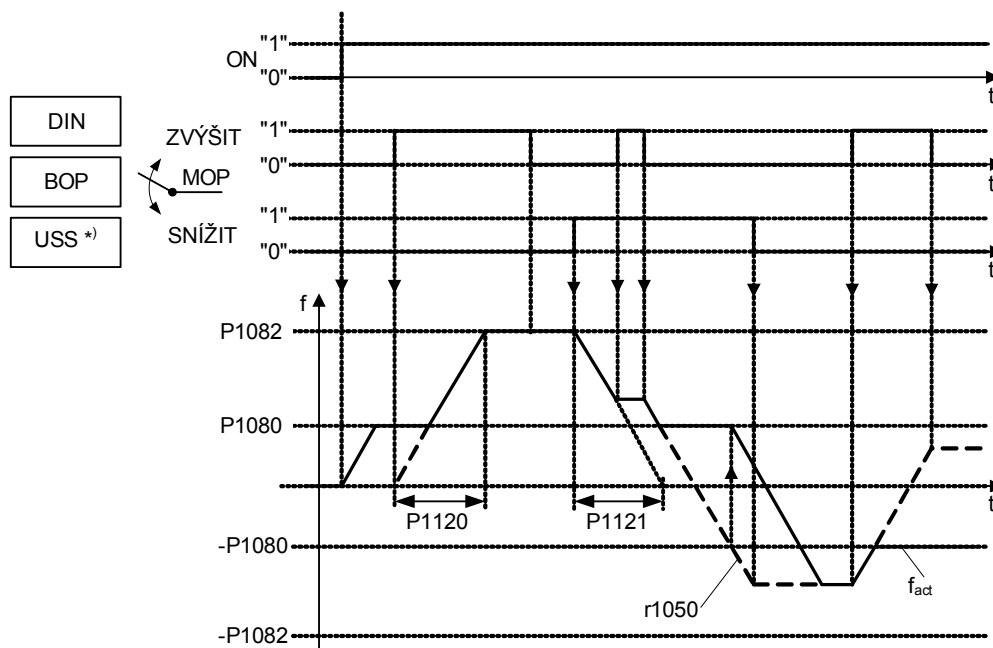 "1"
ON
"0"
t
DIN
ZVÝŠIT
"1"
"0"
t
BOP
MOP
"1"
USS *)
SNÍŽIT
"0"
t
f
P1082
P1080
t
P1120
P1121
-P1080
fact
r1050
-P1082